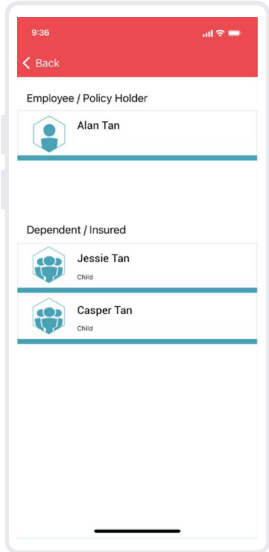 9:36
Back
Employee / Policy Holder
Alan Tan
Dependent / Insured
Jessie Tan
Child
Casper Tan
Child